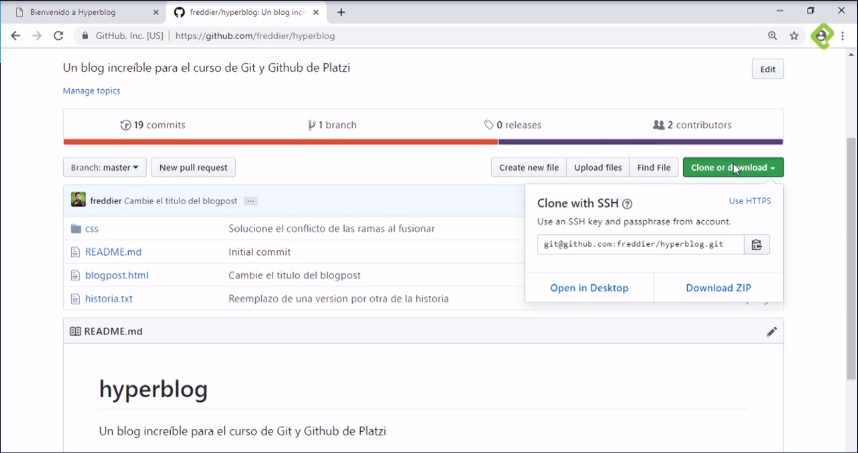 Bienvenido a Hyperblog
freddier/hyperblog: Un blog incre
GitHub, Inc. [US] | https://github.com/freddier/hyperblog
Un blog increíble para el curso de Git y Github de Platzi
Edit
Manage topics
19 commits
1 branch
0 releases
2 contributors
Branch: master
New pull request
Create new file
Upload files
Find File
Clone or download
freddier Cambie el titulo del blogpost ...
css Solucione el conflicto de las ramas al fusionar
README.md Initial commit
blogpost.html Cambie el titulo del blogpost
historia.txt Reemplazo de una version por otra de la historia
Clone with SSH
Use HTTPS
Use an SSH key and passphrase from account.
git@github.com:freddier/hyperblog.git
Open in Desktop
Download ZIP
README.md
hyperblog
Un blog increíble para el curso de Git y Github de Platzi